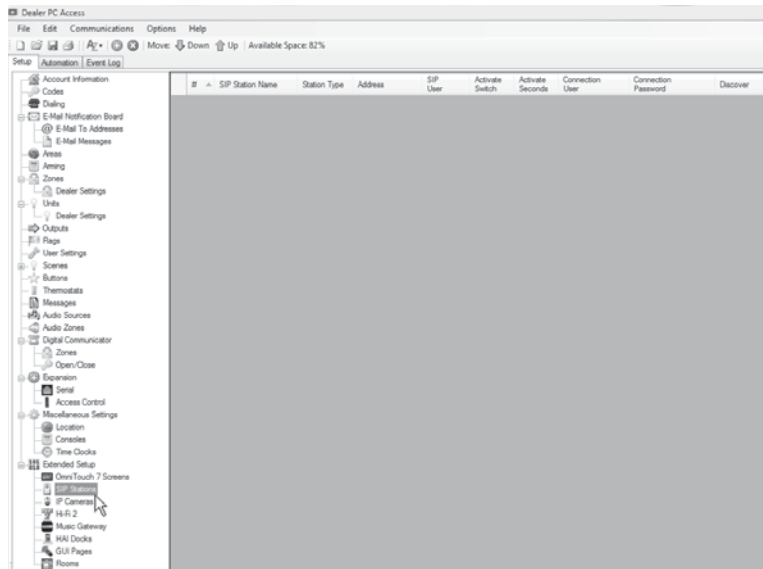 Dealer PC Access
File Edit Communications Options Help
Move: Down Up Available Space: 82%
Setup Automation Event Log
# SIP Station Name Station Type Address SIP User Activate Switch Activate Seconds Connection User Connection Password Discover
Account Information
Codes
Dialing
E-Mail Notification Board
E-Mail To Addresses
E-Mail Messages
Areas
Arming
Zones
Dealer Settings
Units
Dealer Settings
Outputs
Flags
User Settings
Scenes
Buttons
Thermostats
Messages
Audio Sources
Audio Zones
Digital Communicator
Zones
Open/Close
Expansion
Serial
Access Control
Miscellaneous Settings
Location
Consoles
Time Clocks
Extended Setup
OmniTouch 7 Screens
SIP Stations
IP Cameras
Hi-Fi 2
Music Gateway
HAI Docks
GUI Pages
Rooms